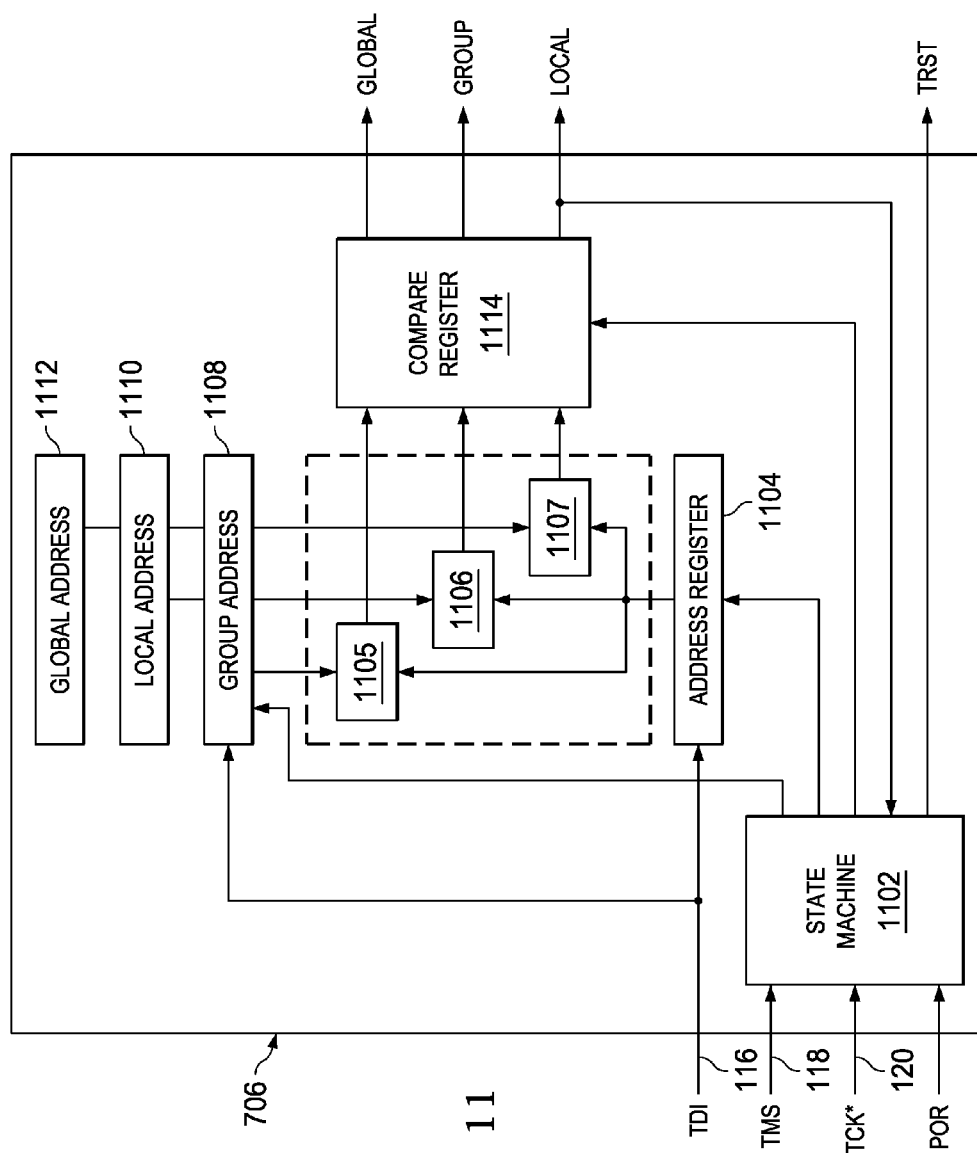 GLOBAL ADDRESS
1112
LOCAL ADDRESS
1110
GROUP ADDRESS
1108
1105
1106
1107
ADDRESS REGISTER
1104
COMPARE
REGISTER
1114
GLOBAL
GROUP
LOCAL
TRST
STATE
MACHINE
1102
706
11
TDI
116
TMS
118
TCK*
120
POR